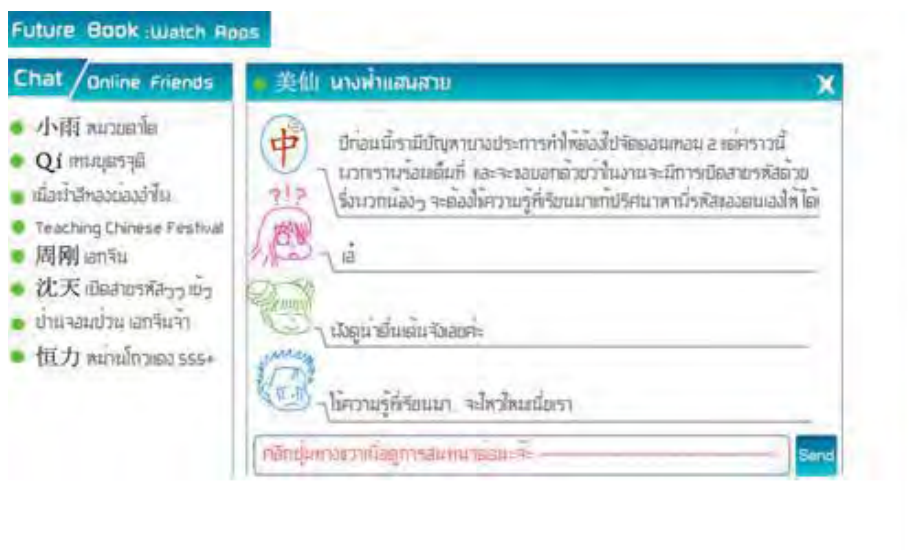 Future Book :Watch Apps
Chat / Online Friends
小雨 หมวยตาโต
Qi เทพบุตรจุติ
เมื่อฟ้าสีทองผ่องอำไพ
Teaching Chinese Festival
周刚 เอกจีน
沈天 เปิดสายรหัสๆๆ เย้ๆ
ป่านจอมป่วน เอกจีนจ้า
恒力 หม่านโถวแดง sss+
美仙 นางฟ้าแสนสวย
X
中
ปีก่อนนี้เรามีปัญหาบางประการทำให้ต้องไปจัดตอนเทอม 2 แต่คราวนี้
พวกเราพร้อมเต็มที่ และจะขอบอกด้วยว่าในงานจะมีการเปิดสายรหัสด้วย
ซึ่งพวกน้องๆ จะต้องใช้ความรู้ที่เรียนมาแก้ปริศนาหาพี่รหัสของตนเองให้ได้
?!?
เอ๋
ฟังดูน่าตื่นเต้นจังเลยค่ะ
ใช้ความรู้ที่เรียนมา จะไหวไหมเนี่ยเรา
คลิกปุ่มทางขวาเพื่อดูการสนทนาต่อนะจ๊ะ
Send